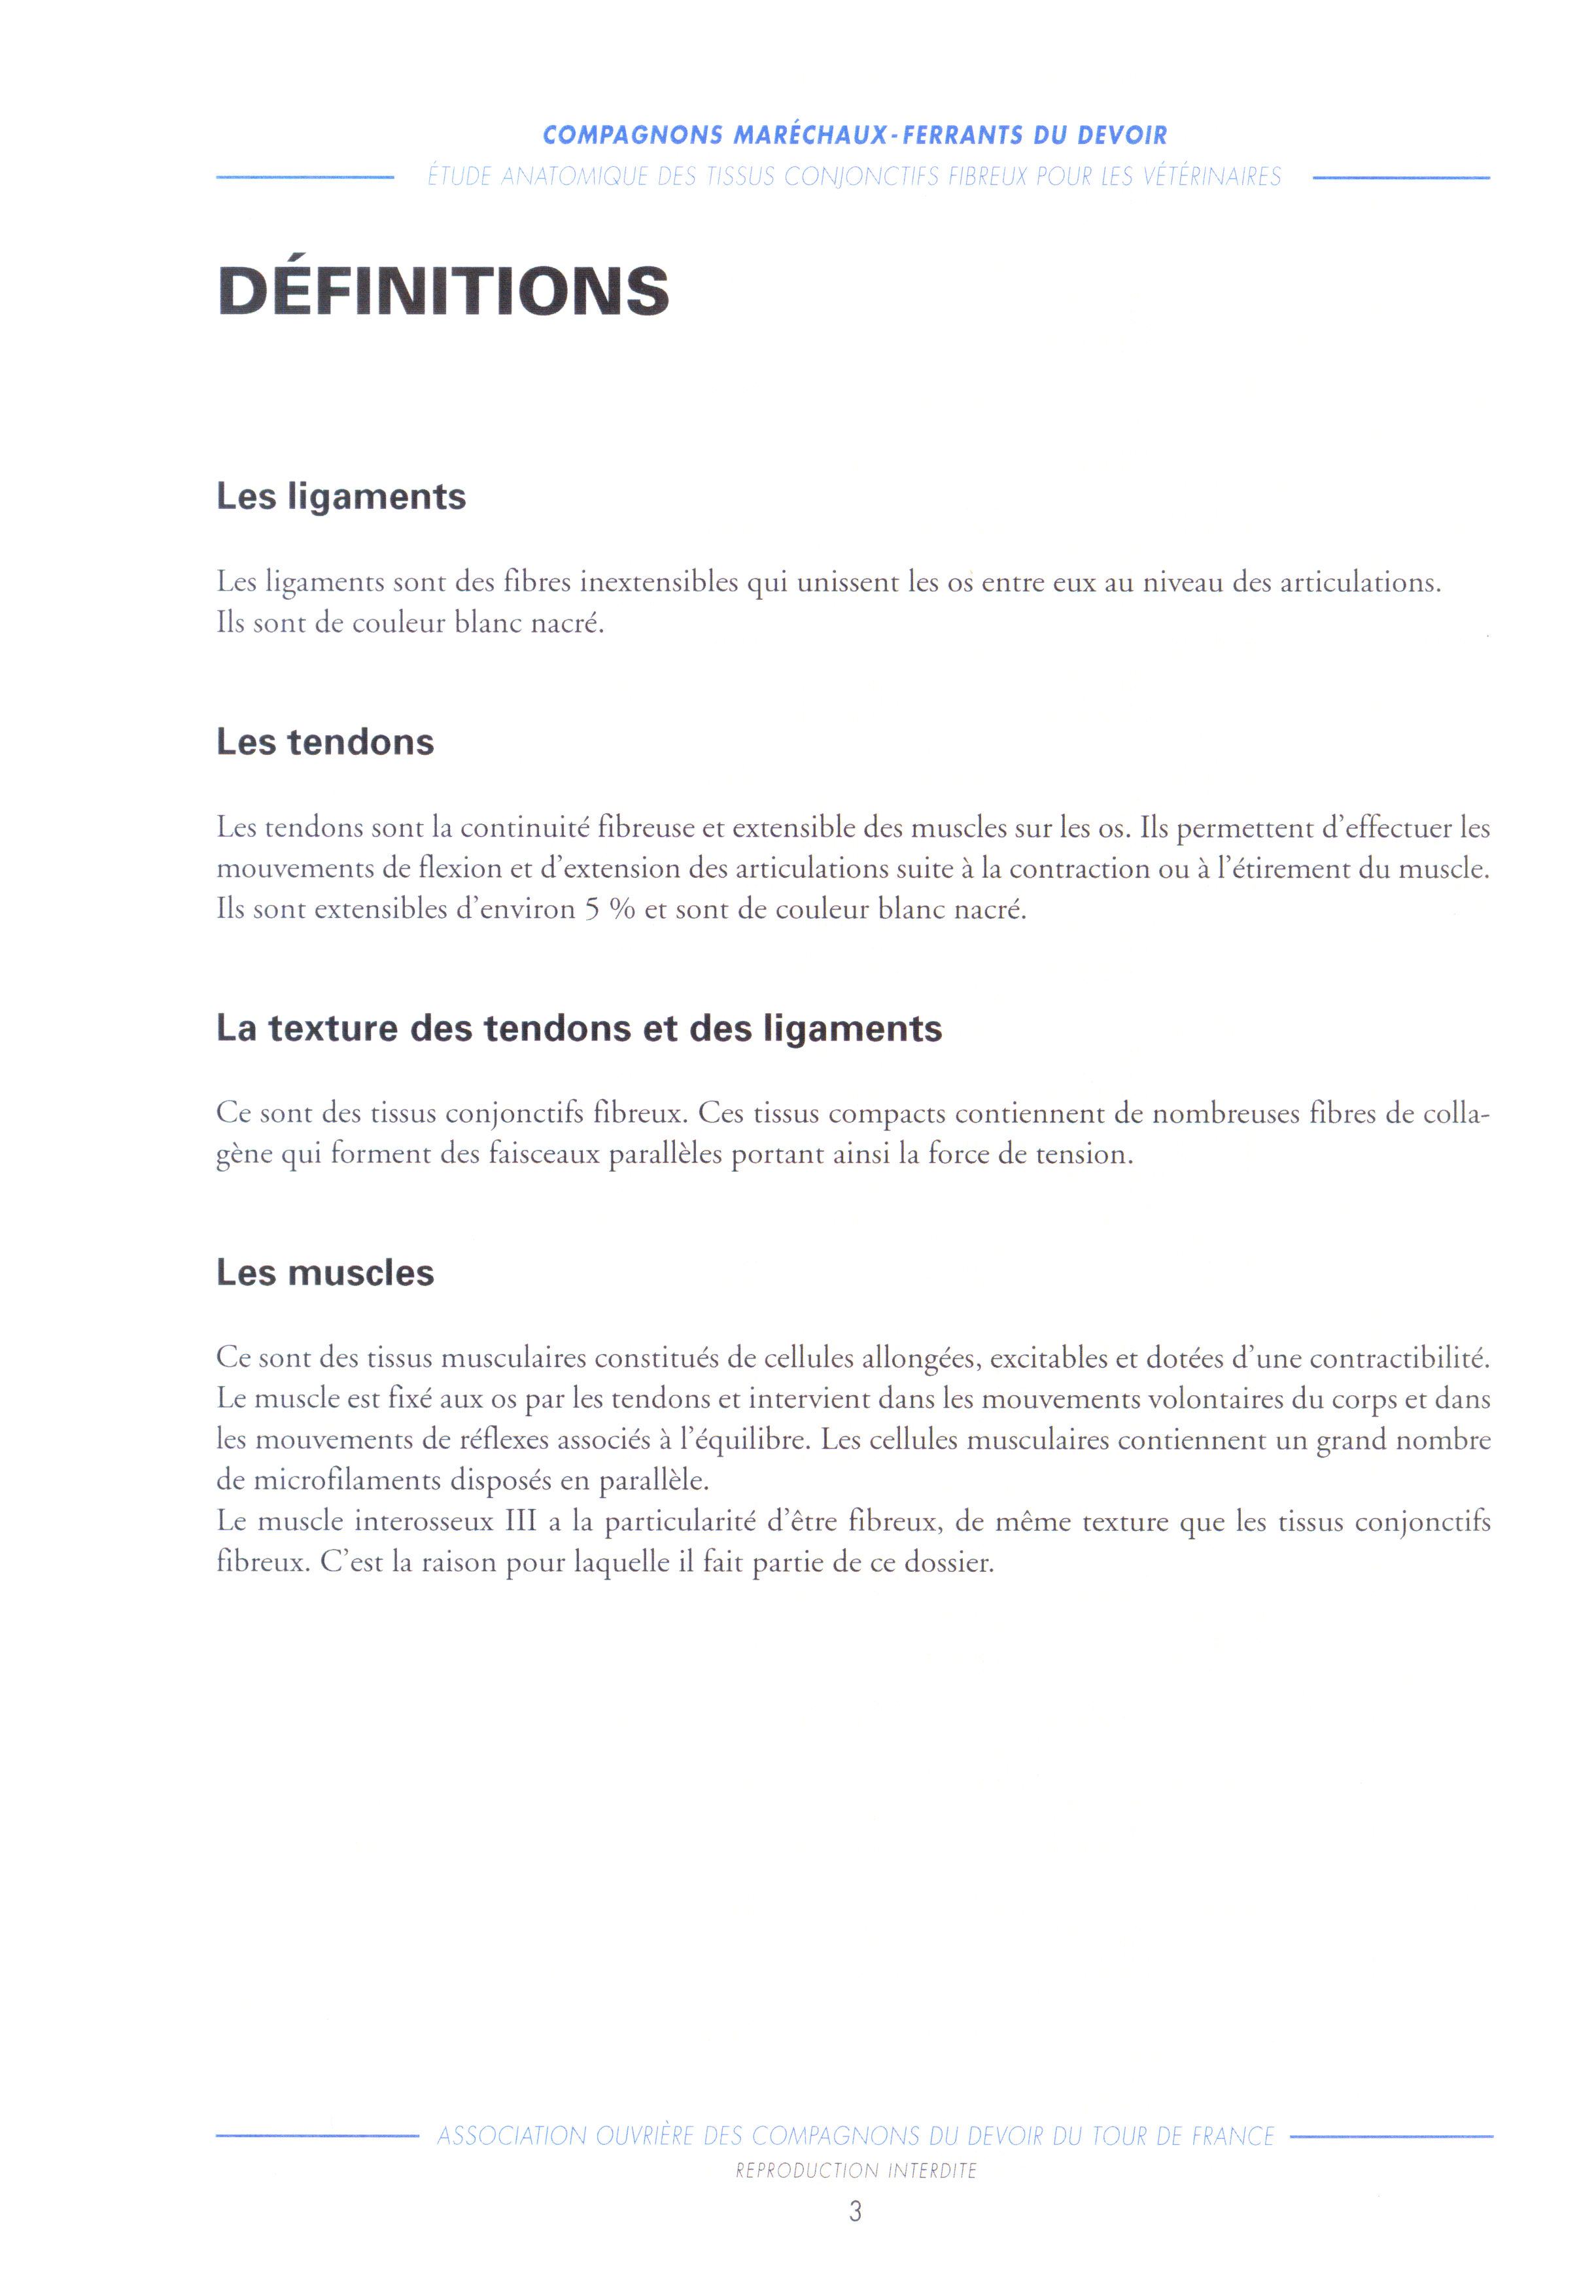 COMPAGNONS MARÉCHAUX-FERRANTS DU DEVOIR
ÉTUDE ANATOMIQUE DES TISSUS CONJONCTIFS FIBREUX POUR LES VÉTÉRINAIRES
DÉFINITIONS
Les ligaments
Les ligaments sont des fibres inextensibles qui unissent les os entre eux au niveau des articulations.
Ils sont de couleur blanc nacré.
Les tendons
Les tendons sont la continuité fibreuse et extensible des muscles sur les os. Ils permettent d'effectuer les
mouvements de flexion et d'extension des articulations suite à la contraction ou à l'étirement du muscle.
Ils sont extensibles d'environ 5 % et sont de couleur blanc nacré.
La texture des tendons et des ligaments
Ce sont des tissus conjonctifs fibreux. Ces tissus compacts contiennent de nombreuses fibres de colla-
gène qui forment des faisceaux parallèles portant ainsi la force de tension.
Les muscles
Ce sont des tissus musculaires constitués de cellules allongées, excitables et dotées d'une contractibilité.
Le muscle est fixé aux os par les tendons et intervient dans les mouvements volontaires du corps et dans
les mouvements de réflexes associés à l'équilibre. Les cellules musculaires contiennent un grand nombre
de microfilaments disposés en parallèle.
Le muscle interosseux III a la particularité d'être fibreux, de même texture que les tissus conjonctifs
fibreux. C'est la raison pour laquelle il fait partie de ce dossier.
ASSOCIATION OUVRIÈRE DES COMPAGNONS DU DEVOIR DU TOUR DE FRANCE
REPRODUCTION INTERDITE
3